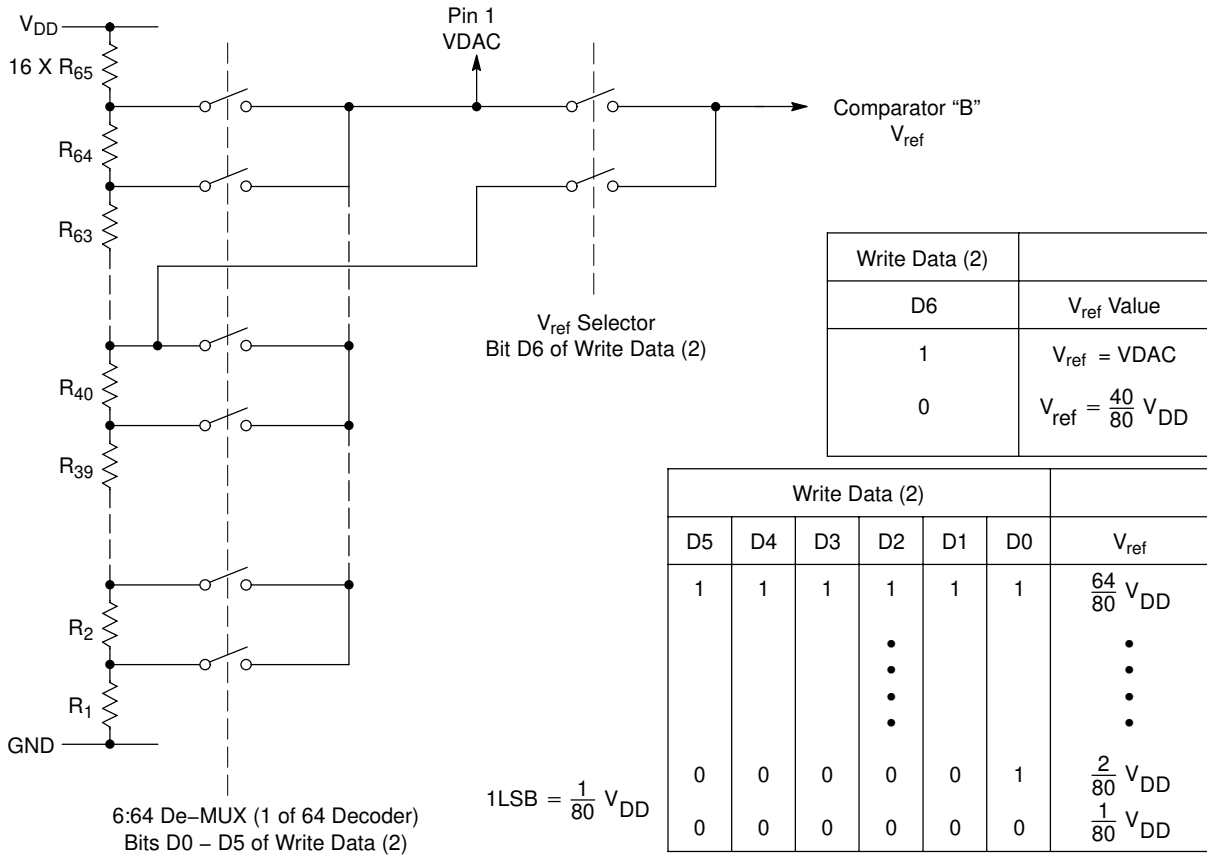 VDD
16 X R65
R64
R63
R40
R39
R2
R1
GND
Pin 1
VDAC
Comparator “B”
Vref
Vref Selector
Bit D6 of Write Data (2)
6:64 De−MUX (1 of 64 Decoder)
Bits D0 − D5 of Write Data (2)
Write Data (2)
D6 Vref Value
1 Vref = VDAC
0 Vref = 40/80 VDD
1LSB = 1/80 VDD
Write Data (2)
D5 D4 D3 D2 D1 D0 Vref
1 1 1 1 1 1 64/80 VDD
0 0 0 0 0 1 2/80 VDD
0 0 0 0 0 0 1/80 VDD